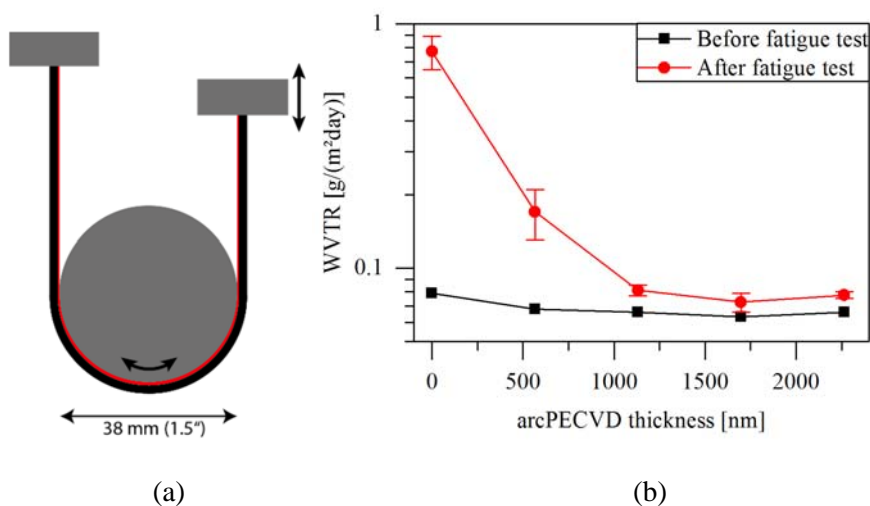 38 mm (1.5")
(a)
1
0.1
WVTR [g/(m²day)]
Before fatigue test
After fatigue test
0 500 1000 1500 2000
arcPECVD thickness [nm]
(b)